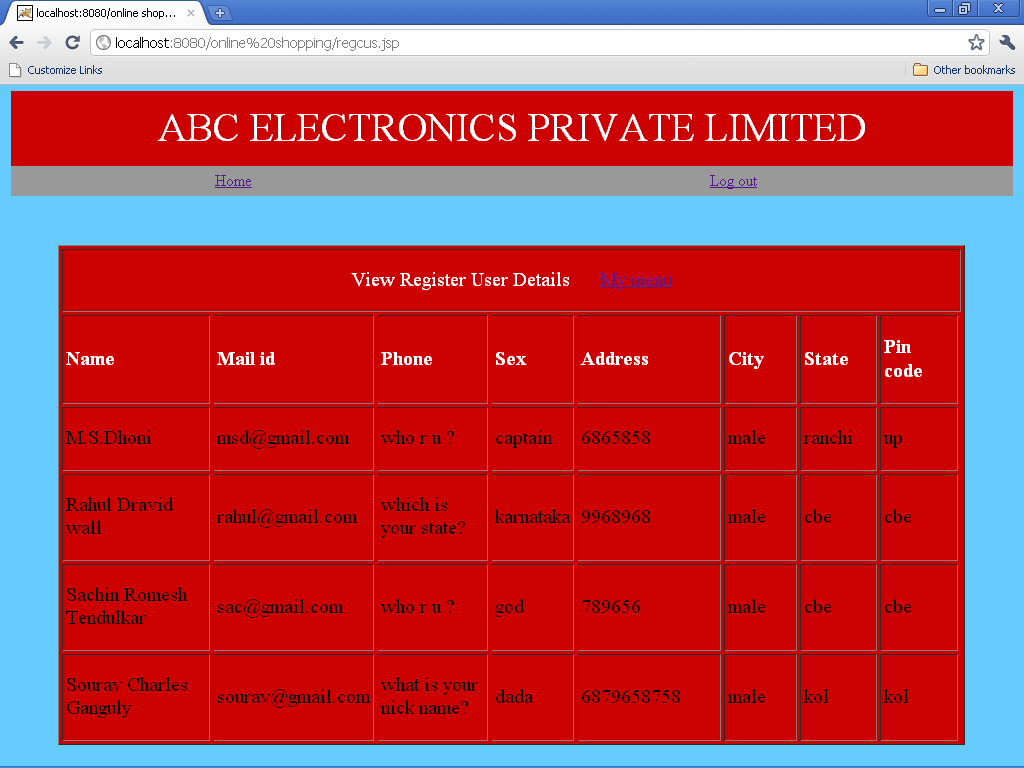 localhost:8080/online shop...
localhost:8080/online%20shopping/regcus.jsp
Customize Links Other bookmarks
ABC ELECTRONICS PRIVATE LIMITED
Home Log out
View Register User Details My menu
Name Mail id Phone Sex Address City State Pin code
M.S.Dhoni msd@gmail.com who r u ? captain 6865858 male ranchi up
Rahul Dravid wall rahul@gmail.com which is your state? karnataka 9968968 male cbe cbe
Sachin Romesh Tendulkar sac@gmail.com who r u ? god 789656 male cbe cbe
Sourav Charles Ganguly sourav@gmail.com what is your nick name? dada 6879658758 male kol kol